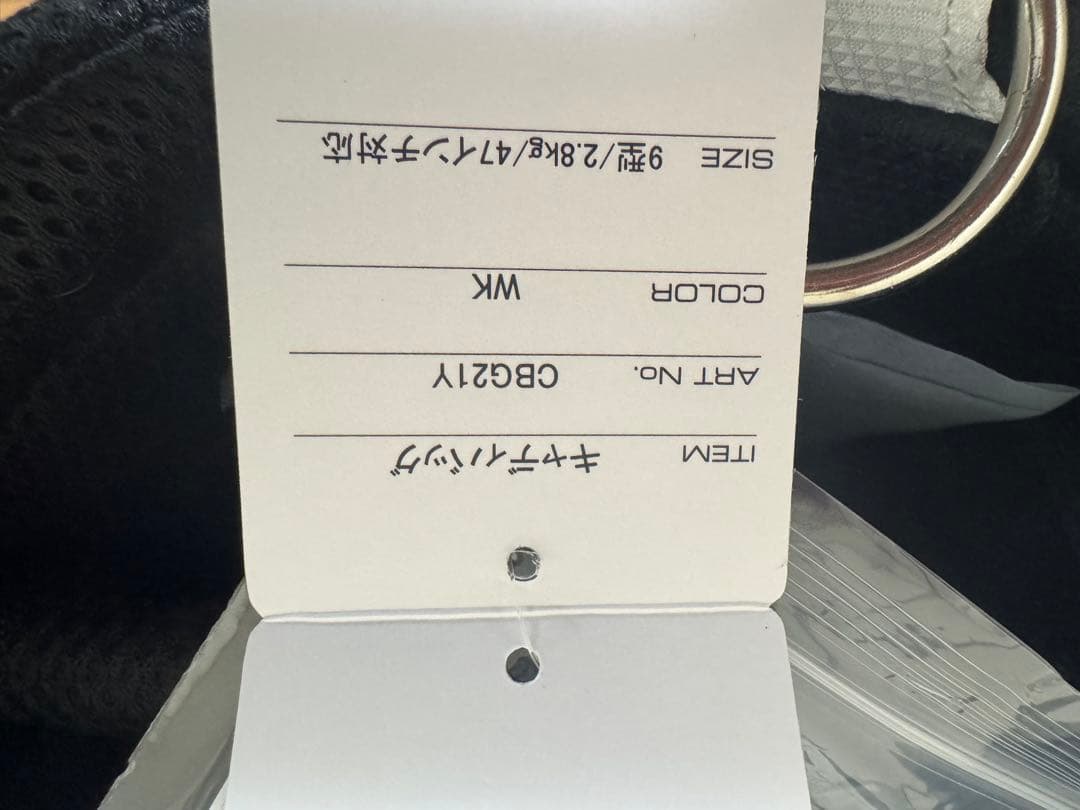 ITEM キャディバッグ
ART No. CBG21Y
COLOR WK
SIZE 9型/2.8kg/47インチ対応